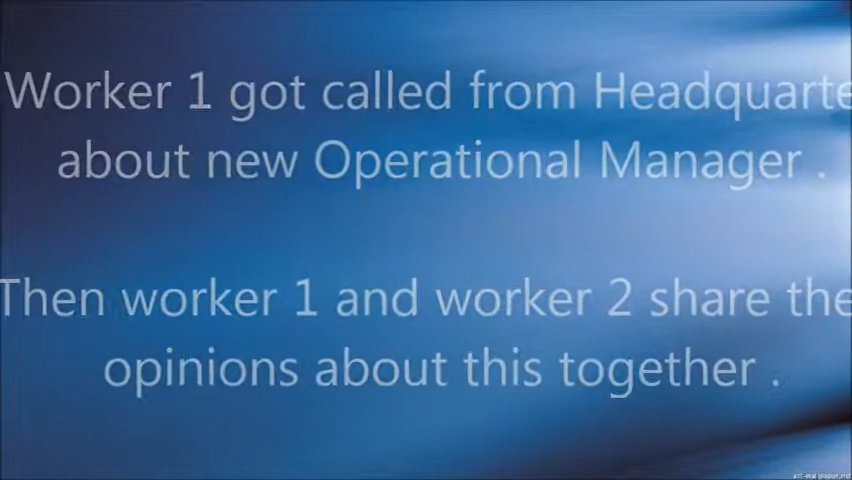 Worker 1 got called from Headquarte
about new Operational Manager .
Then worker 1 and worker 2 share the
opinions about this together .